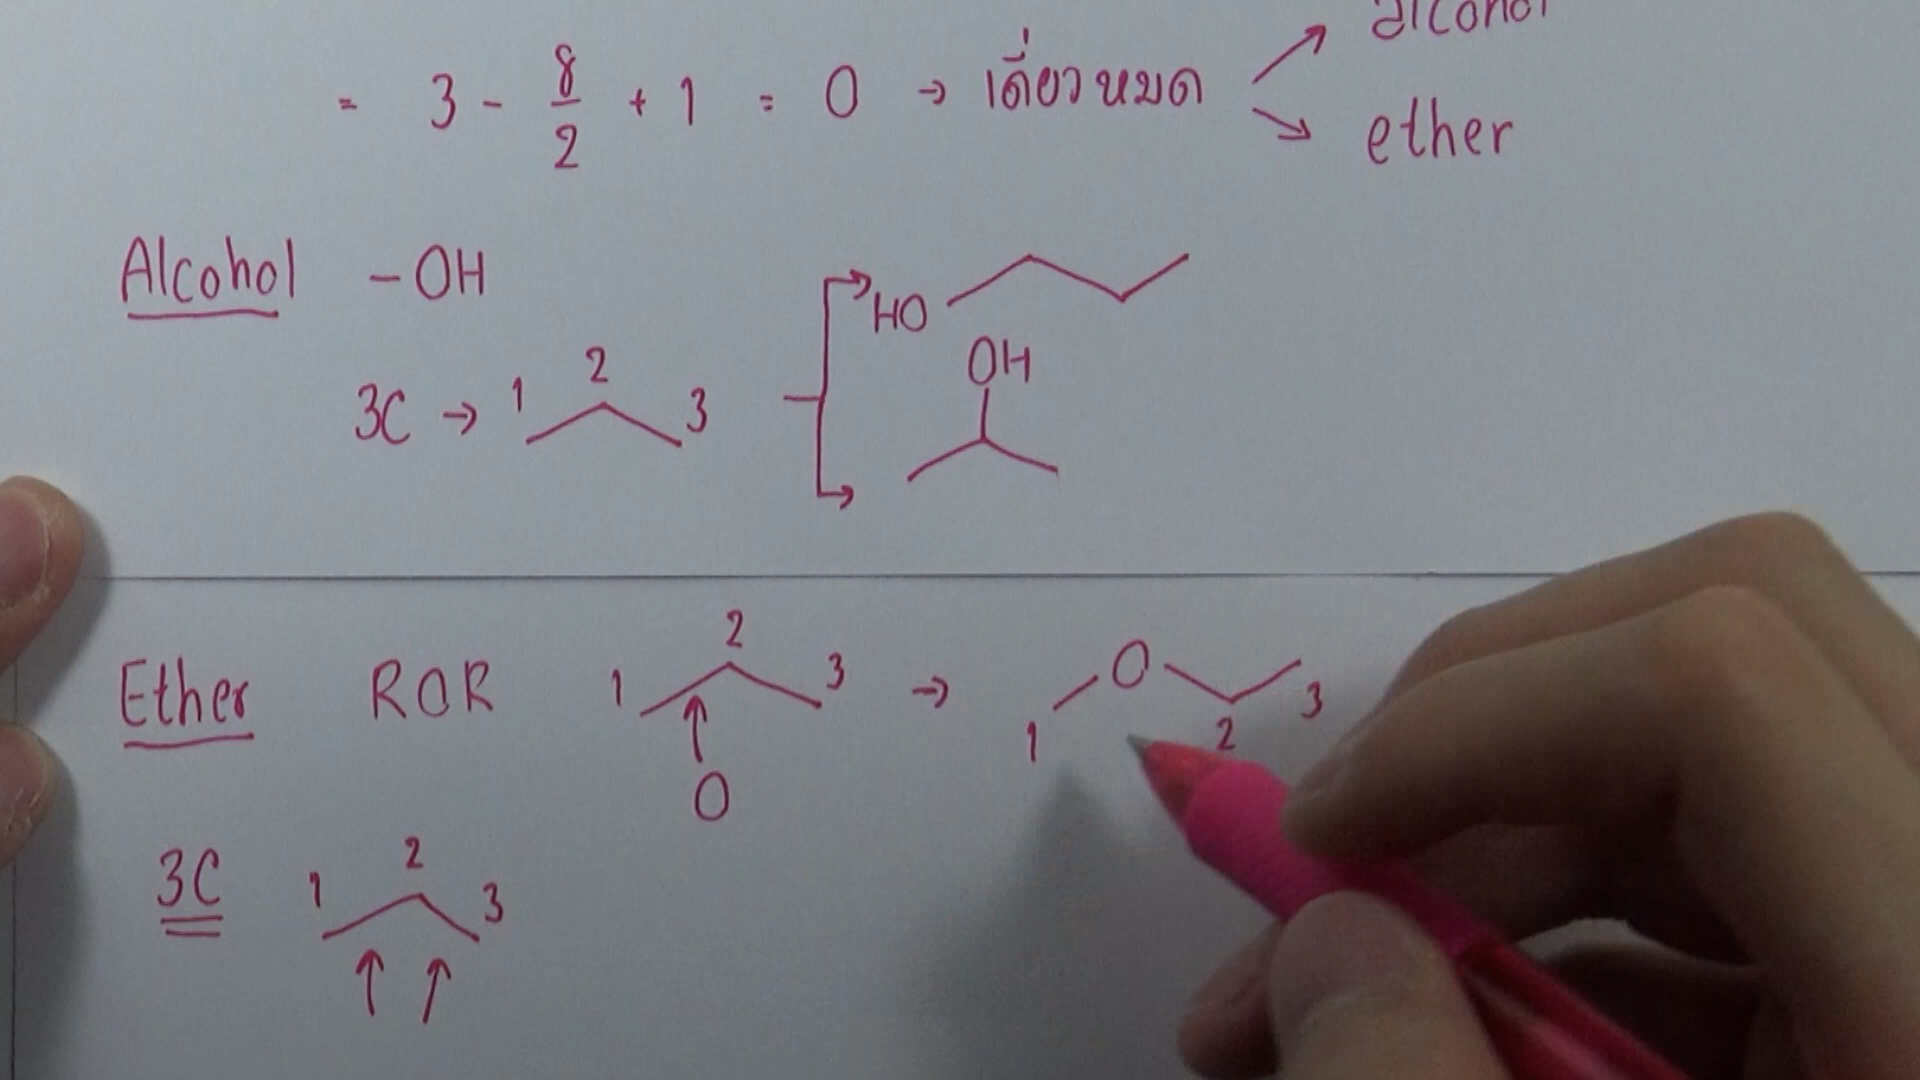 alcohol
= 3 - 8/2 + 1 = 0 → เดี่ยวหมด
ether
Alcohol -OH
HO
OH
3C → 1 2 3
Ether ROR 1 2 3 → O
1 2 3
O
3C 1 2 3